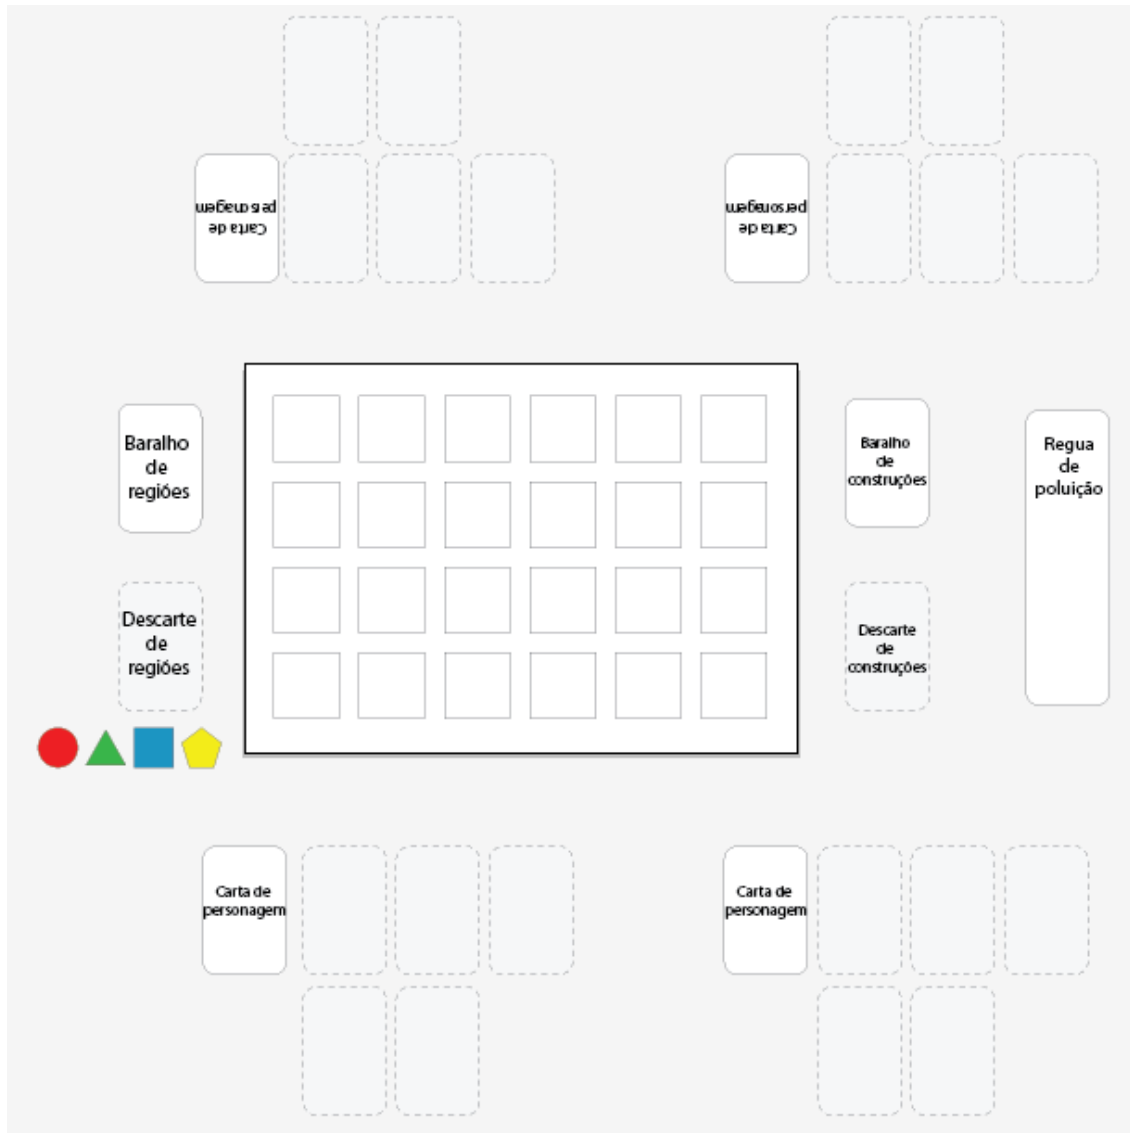 Carta de
personagem
Carta de
personagem
Baralho
de
regiões
Baralho
de
construções
Regua
de
poluição
Descarte
de
regiões
Descarte
de
construções
Carta de
personagem
Carta de
personagem